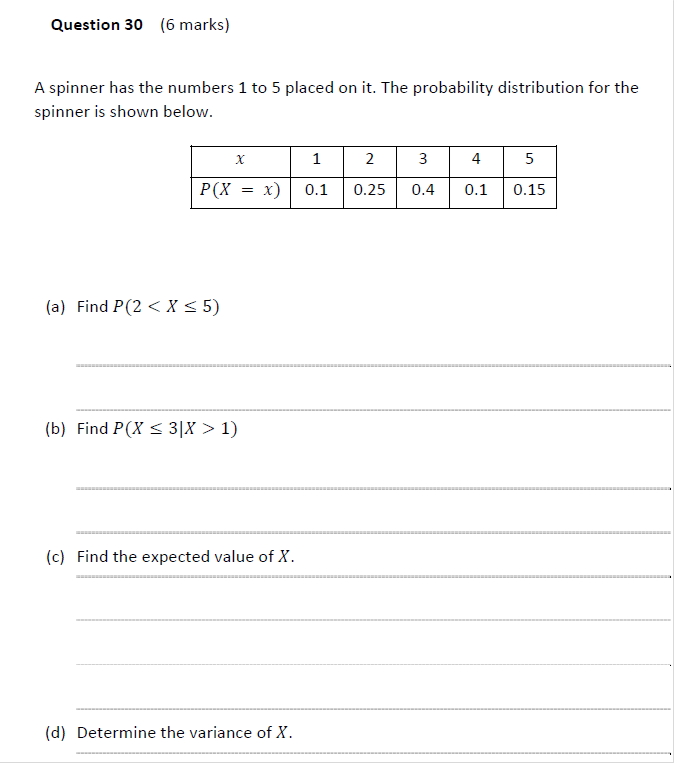 Question 30 (6 marks)
A spinner has the numbers 1 to 5 placed on it. The probability distribution for the
spinner is shown below.
x 1 2 3 4 5
P(X = x) 0.1 0.25 0.4 0.1 0.15
(a) Find P(2 < X ≤ 5)
(b) Find P(X ≤ 3|X > 1)
(c) Find the expected value of X.
(d) Determine the variance of X.